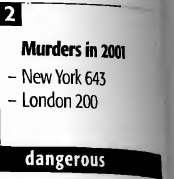 2
Murders in 2001
– New York 643
– London 200
dangerous